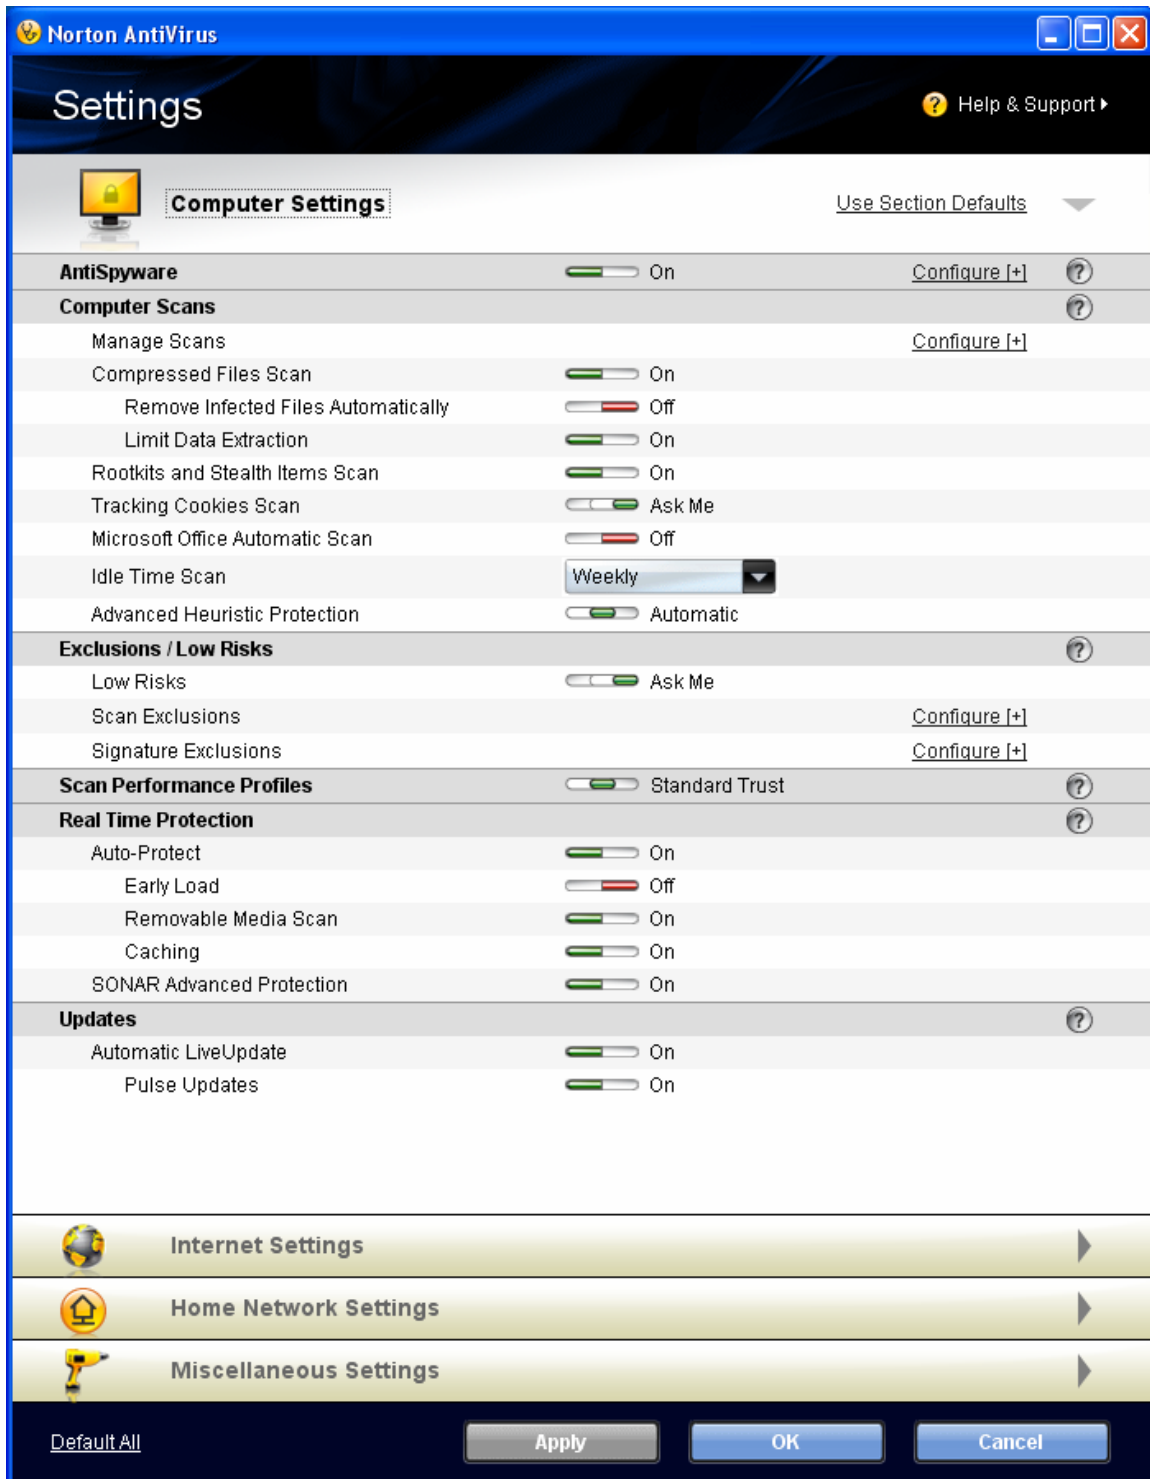 Norton AntiVirus
Settings
? Help & Support
Computer Settings Use Section Defaults
AntiSpyware On Configure [+] ?
Computer Scans ?
Manage Scans Configure [+]
Compressed Files Scan On
Remove Infected Files Automatically Off
Limit Data Extraction On
Rootkits and Stealth Items Scan On
Tracking Cookies Scan Ask Me
Microsoft Office Automatic Scan Off
Idle Time Scan Weekly
Advanced Heuristic Protection Automatic
Exclusions / Low Risks ?
Low Risks Ask Me
Scan Exclusions Configure [+]
Signature Exclusions Configure [+]
Scan Performance Profiles Standard Trust ?
Real Time Protection ?
Auto-Protect On
Early Load Off
Removable Media Scan On
Caching On
SONAR Advanced Protection On
Updates ?
Automatic LiveUpdate On
Pulse Updates On
Internet Settings
Home Network Settings
Miscellaneous Settings
Default All Apply OK Cancel